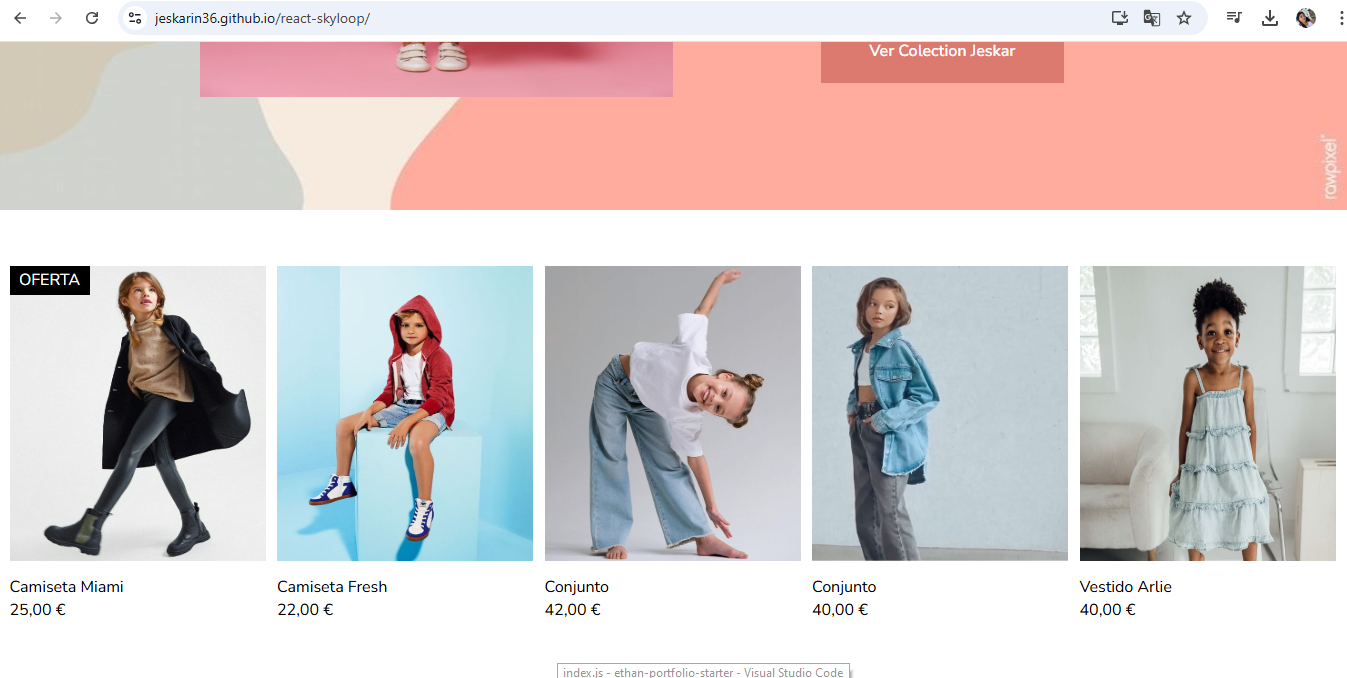 jeskarin36.github.io/react-skyloop/
Ver Colection Jeskar
rawpixel
OFERTA
Camiseta Miami
25,00 €
Camiseta Fresh
22,00 €
Conjunto
42,00 €
Conjunto
40,00 €
Vestido Arlie
40,00 €
index.js - ethan-portfolio-starter - Visual Studio Code